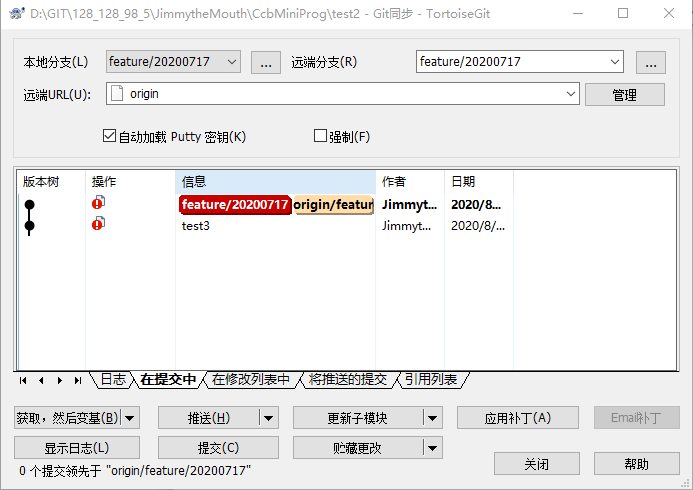 D:\GIT\128_128_98_5\JimmytheMouth\CcbMiniProg\test2 - Git同步 - TortoiseGit
本地分支(L) feature/20200717 ... 远端分支(R) feature/20200717 ...
远端URL(U): origin 管理
自动加载 Putty 密钥(K) 强制(F)
版本树 操作 信息 作者 日期
feature/20200717 origin/featur Jimmyt... 2020/8...
test3 Jimmyt... 2020/8/...
日志 在提交中 在修改列表中 将推送的提交 引用列表
获取，然后变基(B) 推送(H) 更新子模块 应用补丁(A) Email补丁
显示日志(L) 提交(C) 贮藏更改
0 个提交领先于 "origin/feature/20200717" 关闭 帮助